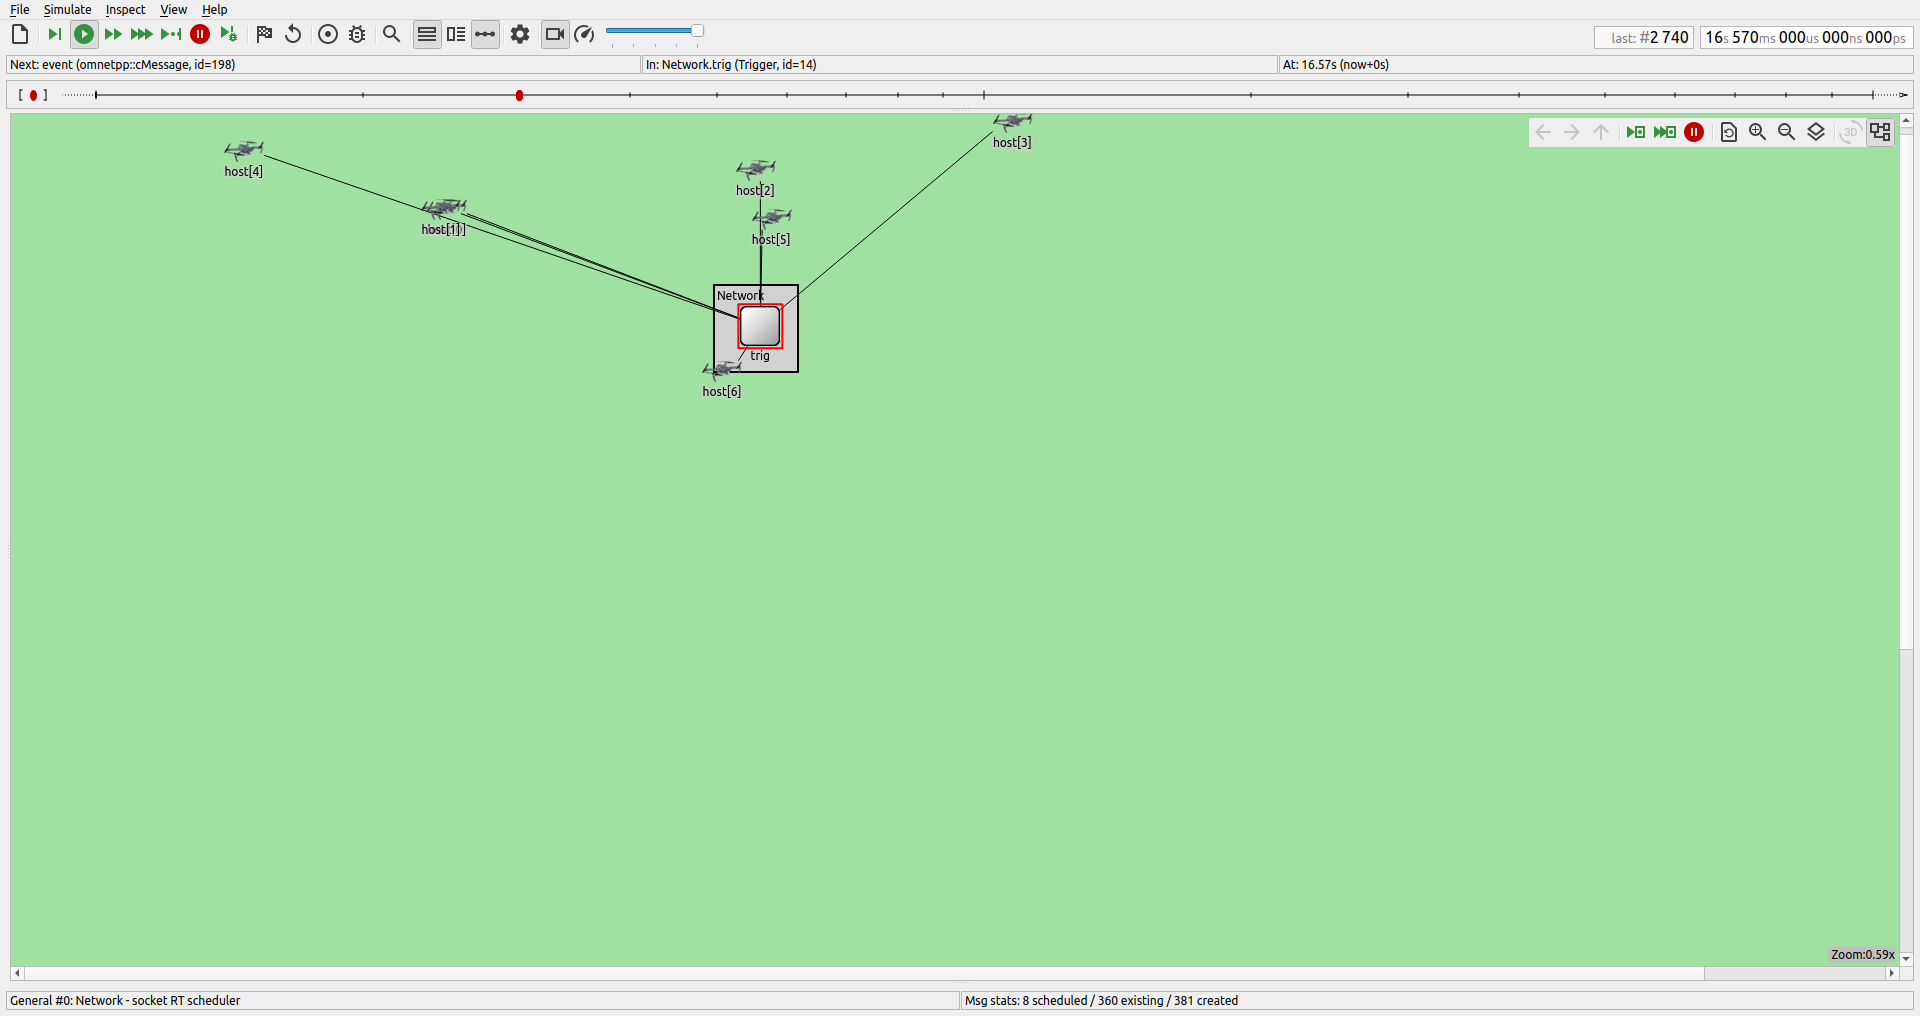 File Simulate Inspect View Help
last: #2 740
16s 570ms 000us 000ns 000ps
Next: event (omnetpp::cMessage, id=198)
In: Network.trig (Trigger, id=14)
At: 16.57s (now+0s)
[ ]
3D
host[3]
host[4]
host[2]
host[1]
host[5]
Network
trig
host[6]
Zoom:0.59x
General #0: Network - socket RT scheduler
Msg stats: 8 scheduled / 360 existing / 381 created